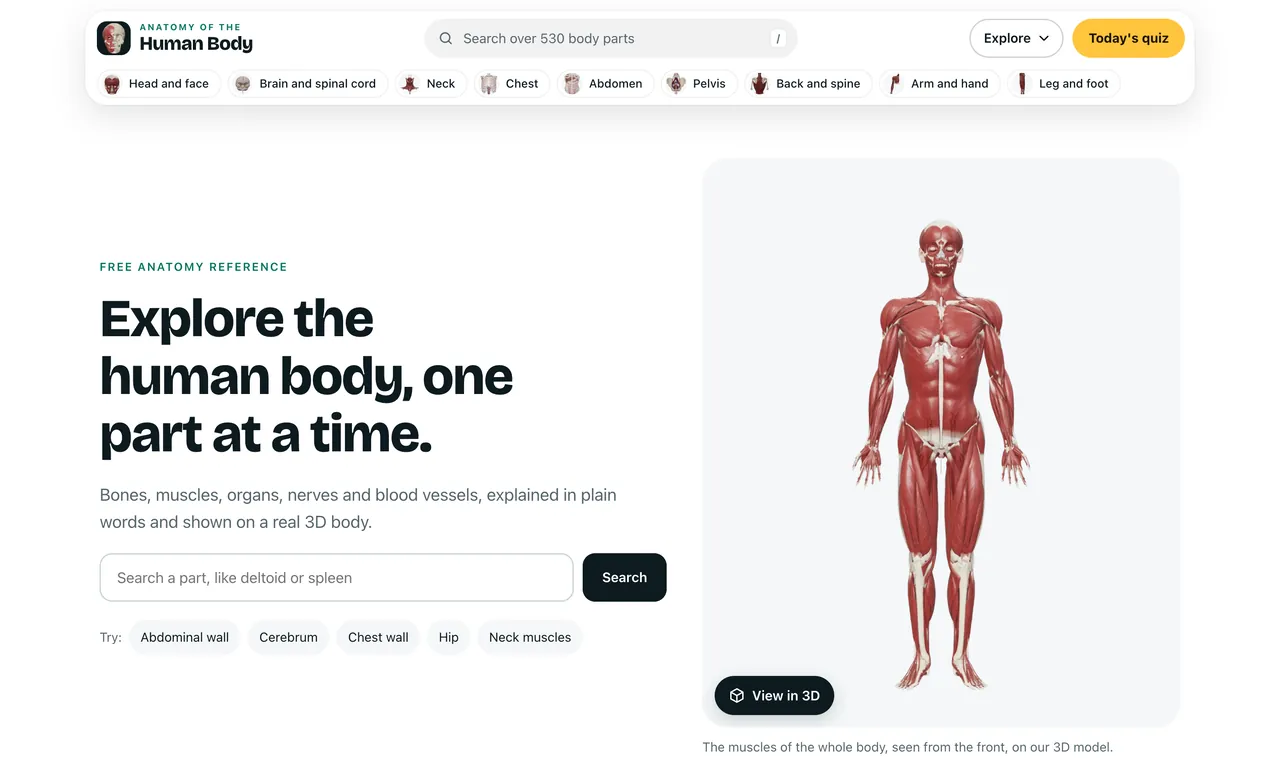 ANATOMY OF THE
Human Body
Search over 530 body parts
/
Explore
Today's quiz
Head and face
Brain and spinal cord
Neck
Chest
Abdomen
Pelvis
Back and spine
Arm and hand
Leg and foot
FREE ANATOMY REFERENCE
Explore the
human body, one
part at a time.
Bones, muscles, organs, nerves and blood vessels, explained in plain
words and shown on a real 3D body.
Search a part, like deltoid or spleen
Search
Try:
Abdominal wall
Cerebrum
Chest wall
Hip
Neck muscles
View in 3D
The muscles of the whole body, seen from the front, on our 3D model.